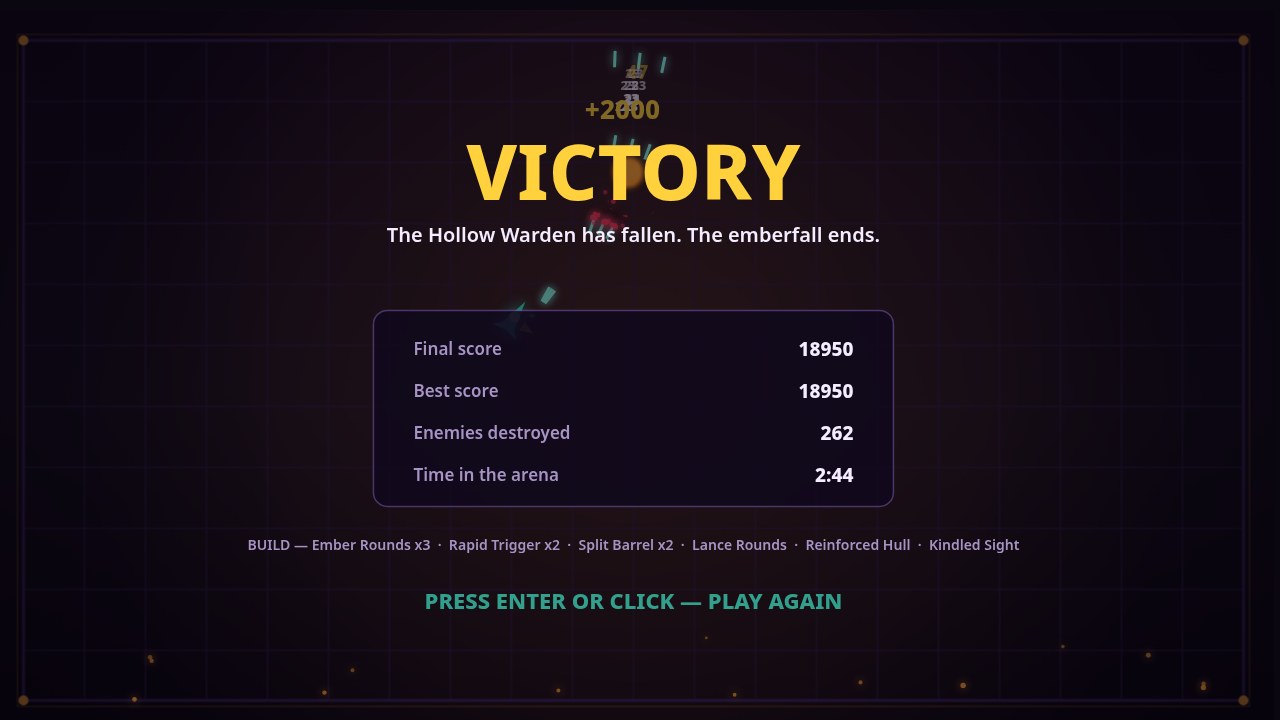 +2000
VICTORY
The Hollow Warden has fallen. The emberfall ends.
Final score 18950
Best score 18950
Enemies destroyed 262
Time in the arena 2:44
BUILD — Ember Rounds x3 · Rapid Trigger x2 · Split Barrel x2 · Lance Rounds · Reinforced Hull · Kindled Sight
PRESS ENTER OR CLICK — PLAY AGAIN